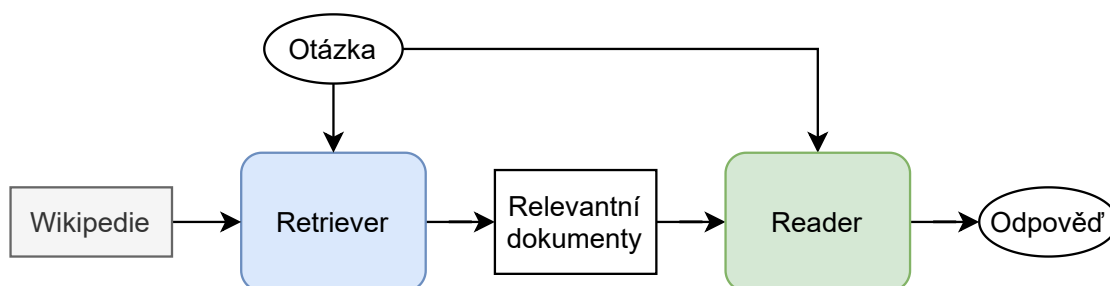 Otázka
Wikipedie
Retriever
Relevantní
dokumenty
Reader
Odpověď